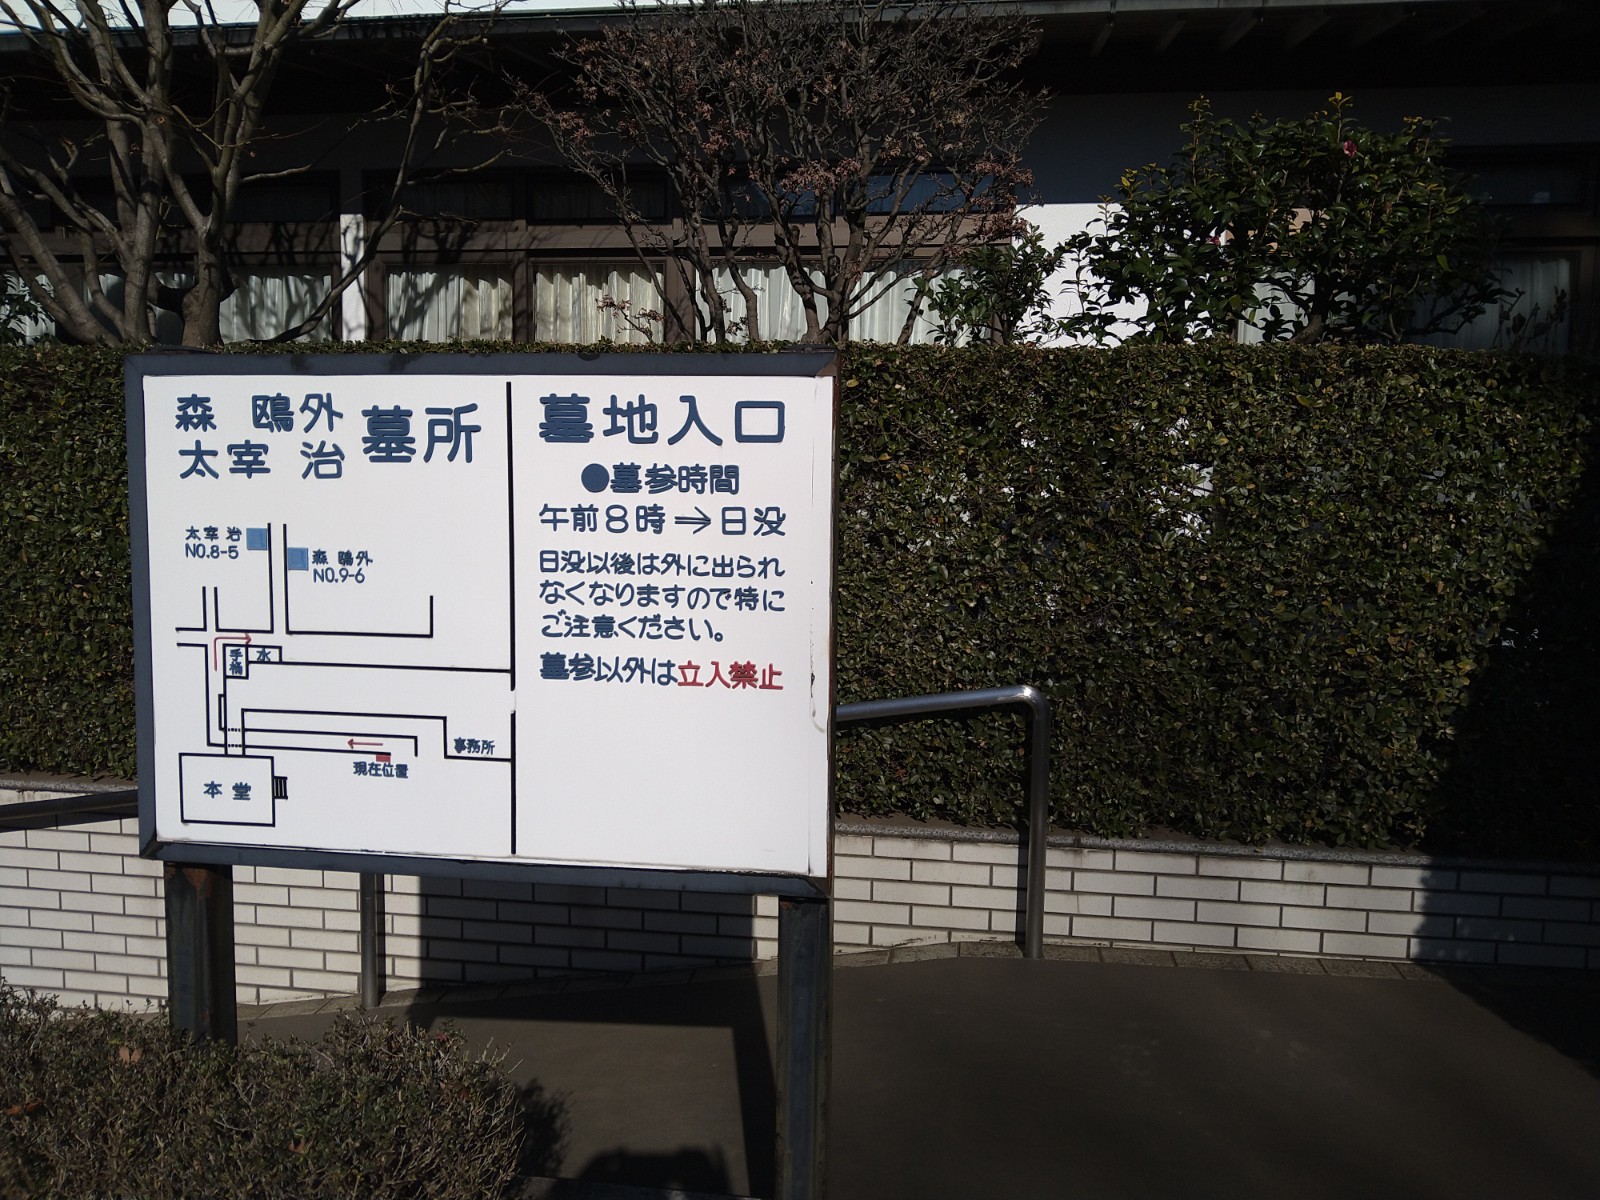 森 鴎外
太宰 治
墓所
太宰 治
NO.8-5
森 鴎外
NO.9-6
手桶
水
事務所
現在位置
本堂
墓地入口
●墓参時間
午前8時⇒日没
日没以後は外に出られ
なくなりますので特に
ご注意ください。
墓参以外は立入禁止